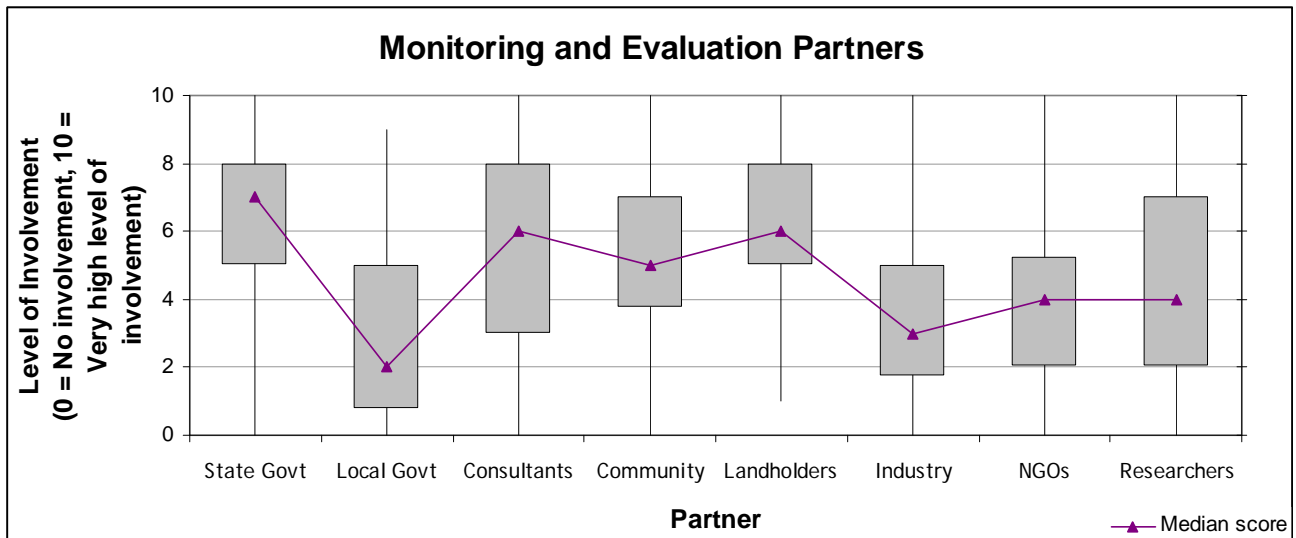 Monitoring and Evaluation Partners
Level of Involvement
(0 = No involvement, 10 =
Very high level of
involvement)
10
8
6
4
2
0
State Govt Local Govt Consultants Community Landholders Industry NGOs Researchers
Partner
Median score